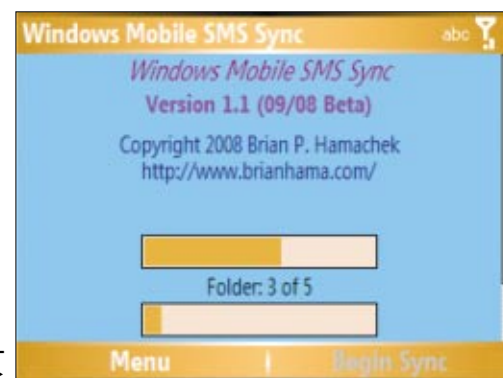 Windows Mobile SMS Sync abc
Windows Mobile SMS Sync
Version 1.1 (09/08 Beta)
Copyright 2008 Brian P. Hamachek
http://www.brianhama.com/
Folder: 3 of 5
Menu Begin Sync